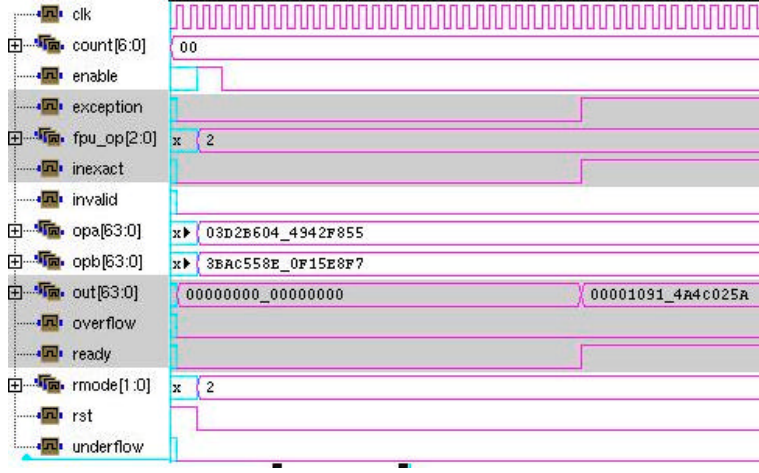 clk
count[6:0] 00
enable
exception
fpu_op[2:0] x 2
inexact
invalid
opa[63:0] x 03D2B604_4942F855
opb[63:0] x 3BAC558E_0F15E8F7
out[63:0] 00000000_00000000 00001091_4A4C025A
overflow
ready
rmode[1:0] x 2
rst
underflow